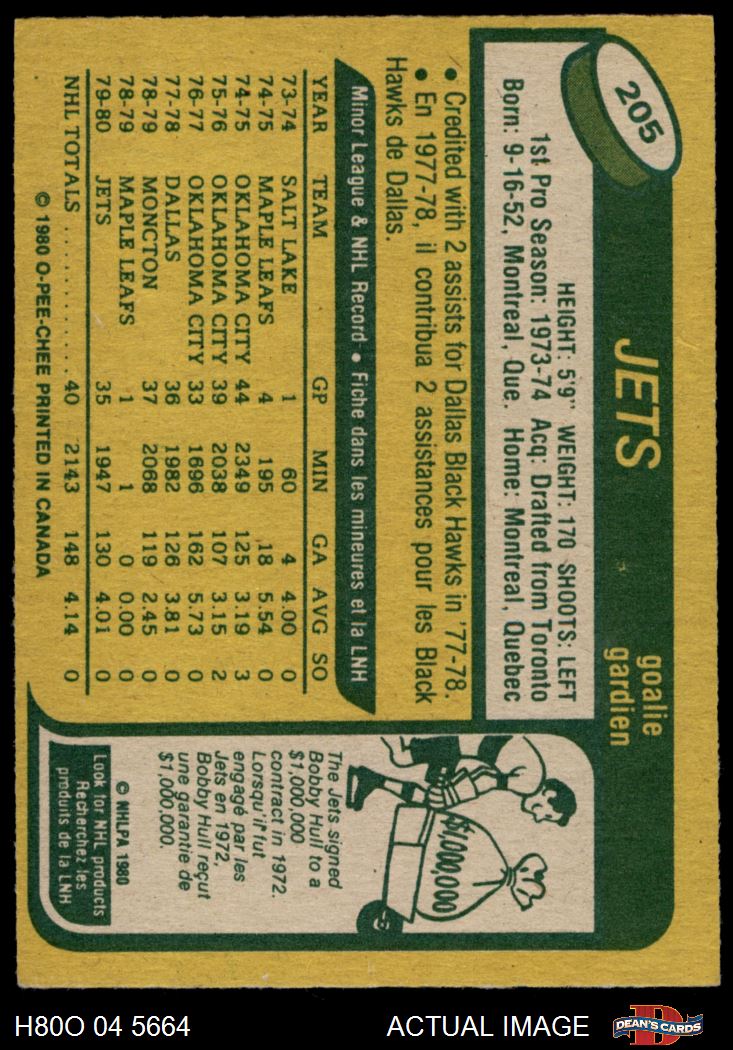 205
JETS
goalie
gardien
HEIGHT: 5'9" WEIGHT: 170 SHOOTS: LEFT
1st Pro Season: 1973-74 Acq: Drafted from Toronto
Born: 9-16-52, Montreal, Que. Home: Montreal, Quebec
• Credited with 2 assists for Dallas Black Hawks in '77-78.
• En 1977-78, il contribua 2 assistances pour les Black
Hawks de Dallas.
Minor League & NHL Record • Fiche dans les mineures et la LNH
YEAR TEAM GP MIN GA AVG SO
73-74 SALT LAKE 1 60 4 4.00 0
74-75 MAPLE LEAFS 4 195 18 5.54 0
74-75 OKLAHOMA CITY 44 2349 125 3.19 3
75-76 OKLAHOMA CITY 39 2038 107 3.15 2
76-77 OKLAHOMA CITY 33 1696 162 5.73 0
77-78 DALLAS 36 1982 126 3.81 0
78-79 MONCTON 37 2068 119 2.45 0
78-79 MAPLE LEAFS 1 1 0 0.00 0
79-80 JETS 35 1947 130 4.01 0
NHL TOTALS .......... 40 2143 148 4.14 0
© 1980 O-PEE-CHEE PRINTED IN CANADA
$1,000,000
The Jets signed
Bobby Hull to a
$1,000,000
contract in 1972.
Lorsqu'il fut
engagé par les
Jets en 1972,
Bobby Hull reçut
une garantie de
$1,000,000.
© NHLPA 1980
Look for NHL products
Recherchez les
produits de la LNH
H80O 04 5664
ACTUAL IMAGE
D
DEAN'S CARDS